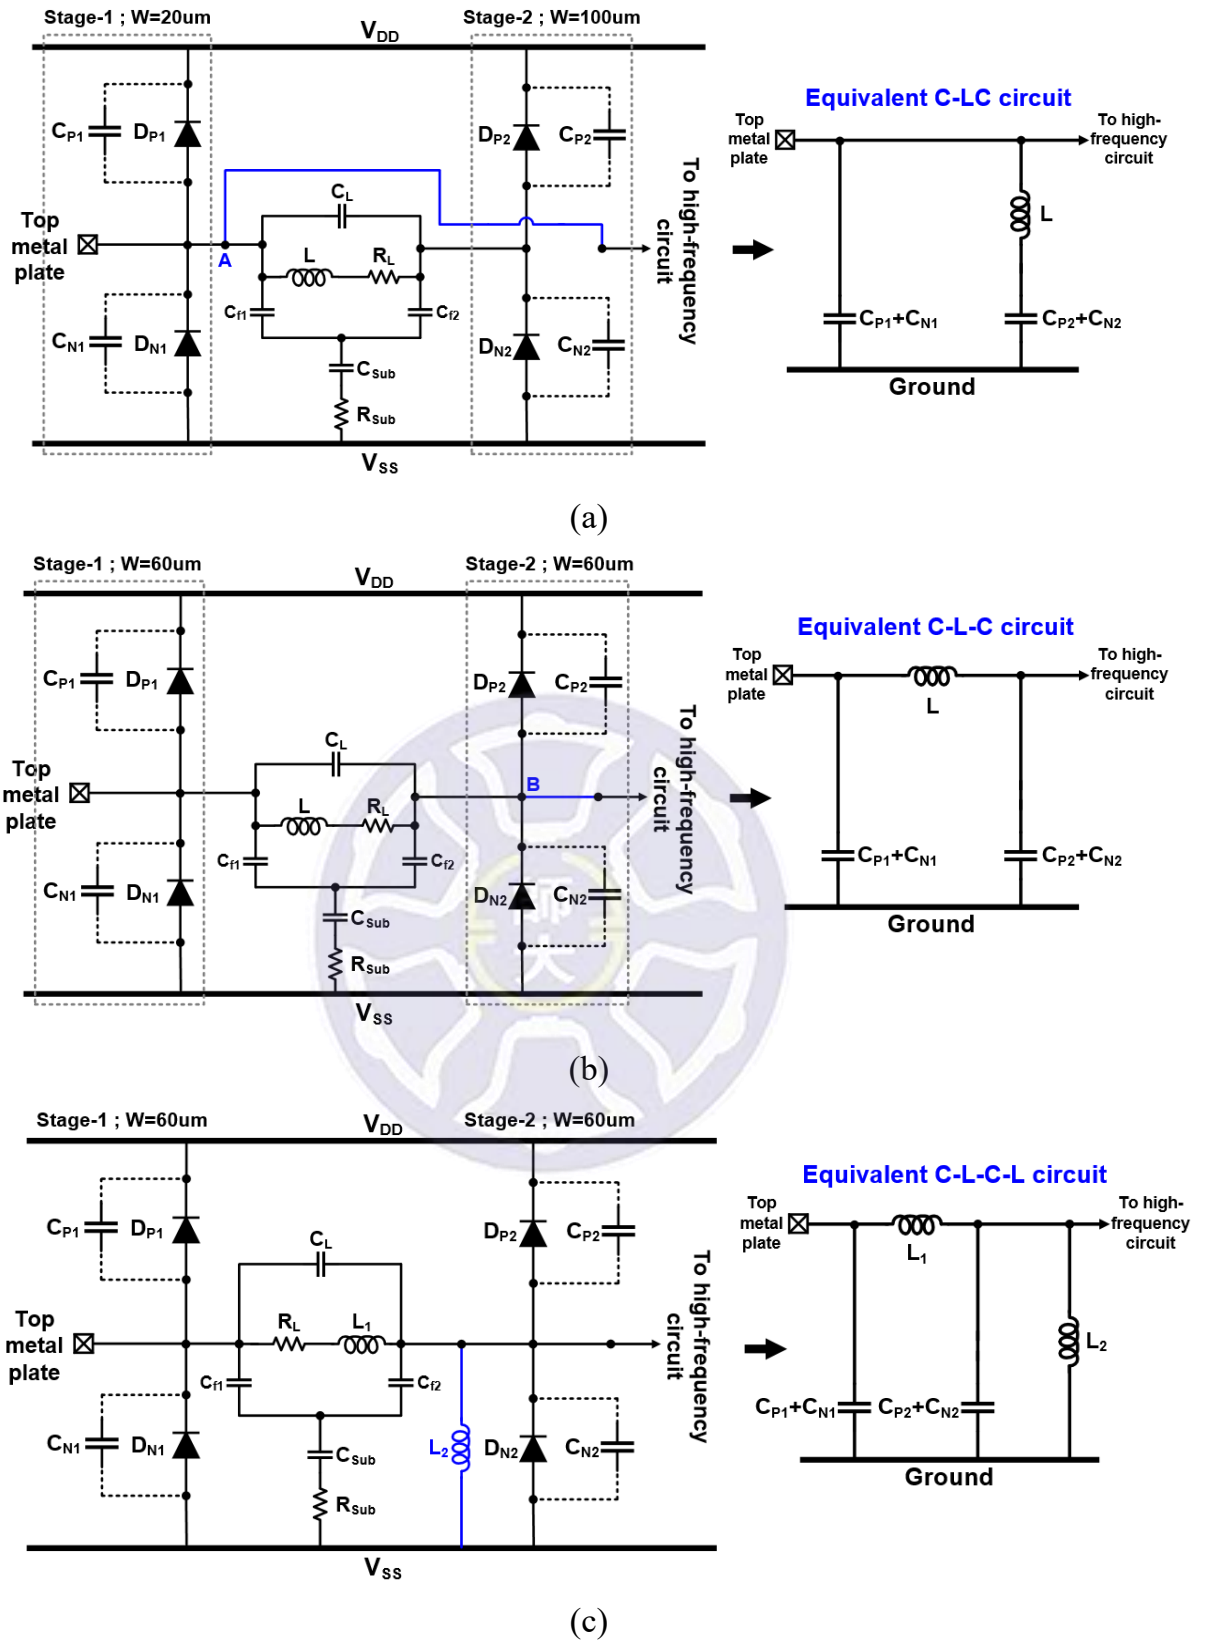 Stage-1 ; W=20um
Stage-2 ; W=100um
VDD
Equivalent C-LC circuit
CP1
DP1
DP2
CP2
Top
metal
plate
To high-
frequency
circuit
CL
Top
metal
plate
A
L
RL
To high-frequency
circuit
L
Cf1
Cf2
CN1
DN1
DN2
CN2
CP1+CN1
CP2+CN2
CSub
RSub
Ground
VSS
(a)
Stage-1 ; W=60um
Stage-2 ; W=60um
VDD
Equivalent C-L-C circuit
CP1
DP1
DP2
CP2
Top
metal
plate
To high-
frequency
circuit
L
CL
Top
metal
plate
B
L
RL
To high-frequency
circuit
Cf1
Cf2
CN1
DN1
DN2
CN2
CP1+CN1
CP2+CN2
CSub
RSub
師
大
Ground
VSS
(b)
Stage-1 ; W=60um
Stage-2 ; W=60um
VDD
Equivalent C-L-C-L circuit
CP1
DP1
DP2
CP2
Top
metal
plate
To high-
frequency
circuit
L1
CL
Top
metal
plate
RL
L1
To high-frequency
circuit
L2
Cf1
Cf2
CN1
DN1
L2
DN2
CN2
CP1+CN1
CP2+CN2
CSub
RSub
Ground
VSS
(c)